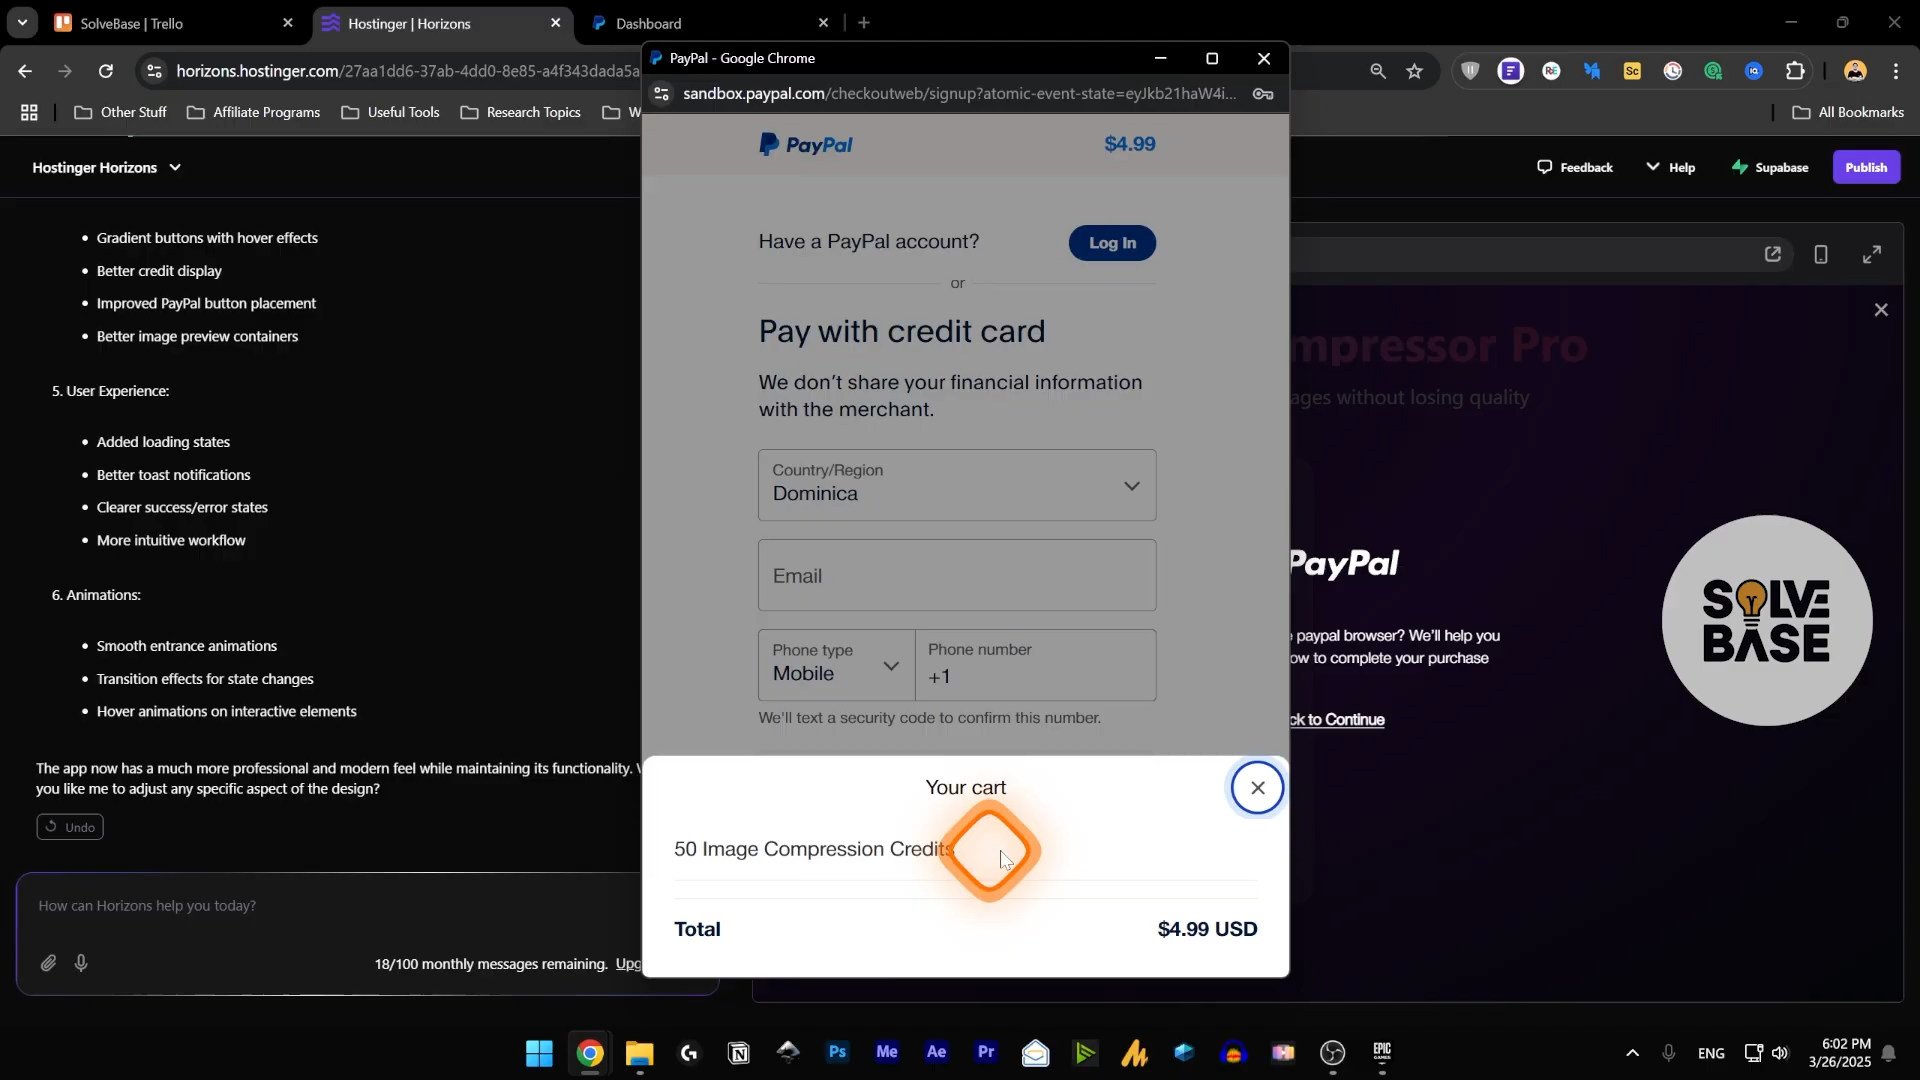 SolveBase | Trello
Hostinger | Horizons
Dashboard
PayPal - Google Chrome
horizons.hostinger.com/27aa1dd6-37ab-4dd0-8e85-a4f343dada5a
sandbox.paypal.com/checkoutweb/signup?atomic-event-state=eyJkb21haW4i...
Other Stuff
Affiliate Programs
Useful Tools
Research Topics
All Bookmarks
Hostinger Horizons
Feedback
Help
Supabase
Publish
PayPal
$4.99
Have a PayPal account?
Log In
or
Pay with credit card
We don't share your financial information
with the merchant.
Country/Region
Dominica
Email
Phone type
Mobile
Phone number
+1
We'll text a security code to confirm this number.
Your cart
50 Image Compression Credits
Total
$4.99 USD
• Gradient buttons with hover effects
• Better credit display
• Improved PayPal button placement
• Better image preview containers
5. User Experience:
• Added loading states
• Better toast notifications
• Clearer success/error states
• More intuitive workflow
6. Animations:
• Smooth entrance animations
• Transition effects for state changes
• Hover animations on interactive elements
The app now has a much more professional and modern feel while maintaining its functionality.
you like me to adjust any specific aspect of the design?
Undo
How can Horizons help you today?
18/100 monthly messages remaining. Upg
mpressor Pro
ages without losing quality
PayPal
paypal browser? We'll help you
ow to complete your purchase
ck to Continue
SOLVE
BASE
Sc
Ps
Me
Ae
Pr
EPIC
GAMES
ENG
6:02 PM
3/26/2025